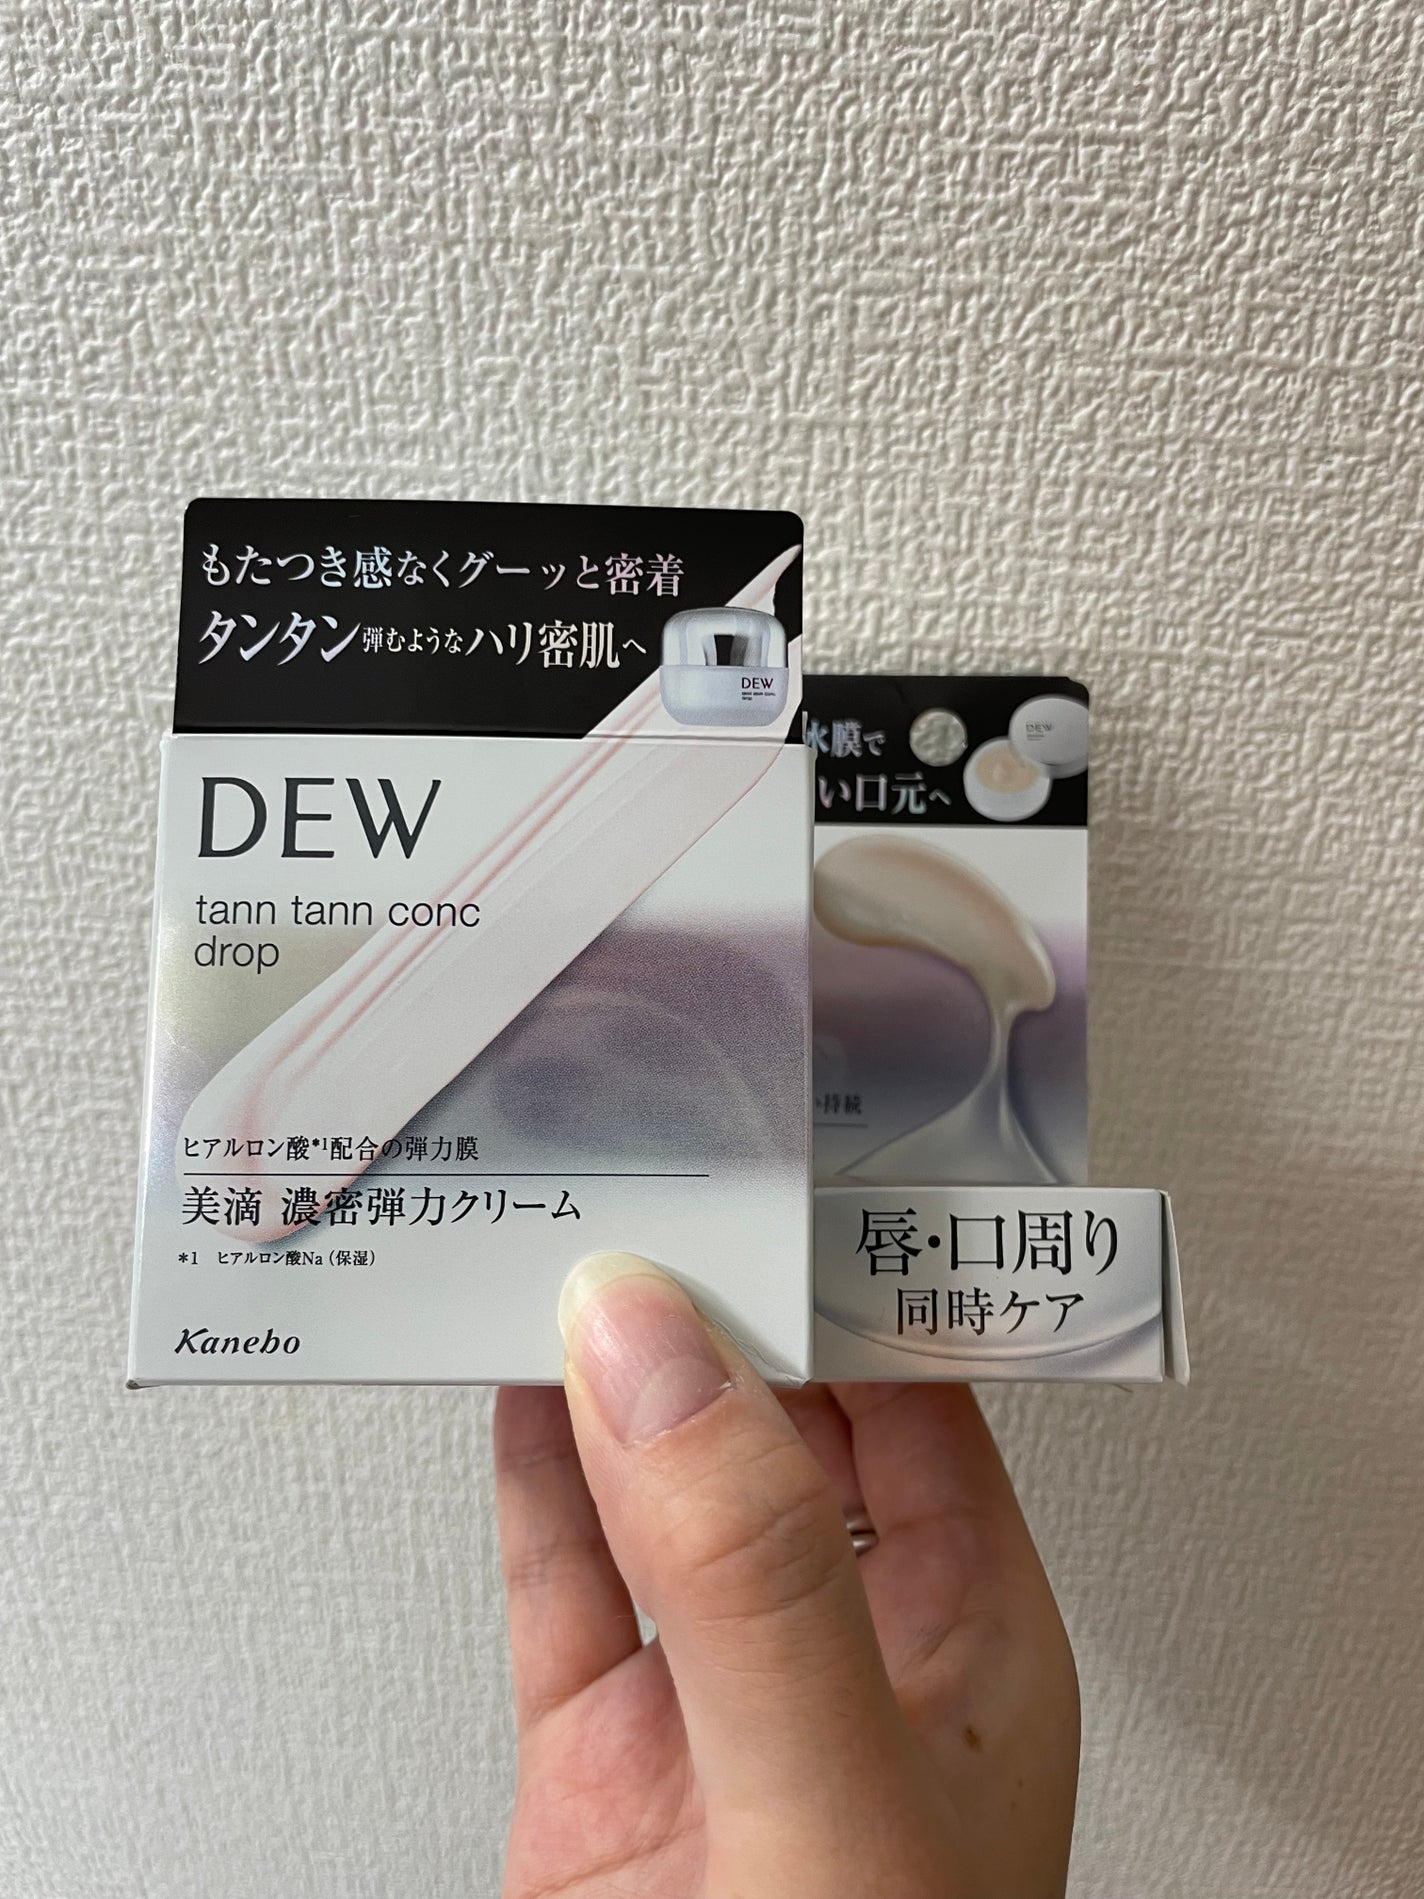 もたつき感なくグーッと密着
タンタン弾むようなハリ密肌へ
DEW
DEW
tann tann conc
drop
ヒアルロン酸*1配合の弾力膜
美滴 濃密弾力クリーム
*1 ヒアルロン酸Na(保湿)
Kanebo
水膜で
い口元へ
DEW
持続
唇・口周り
同時ケア